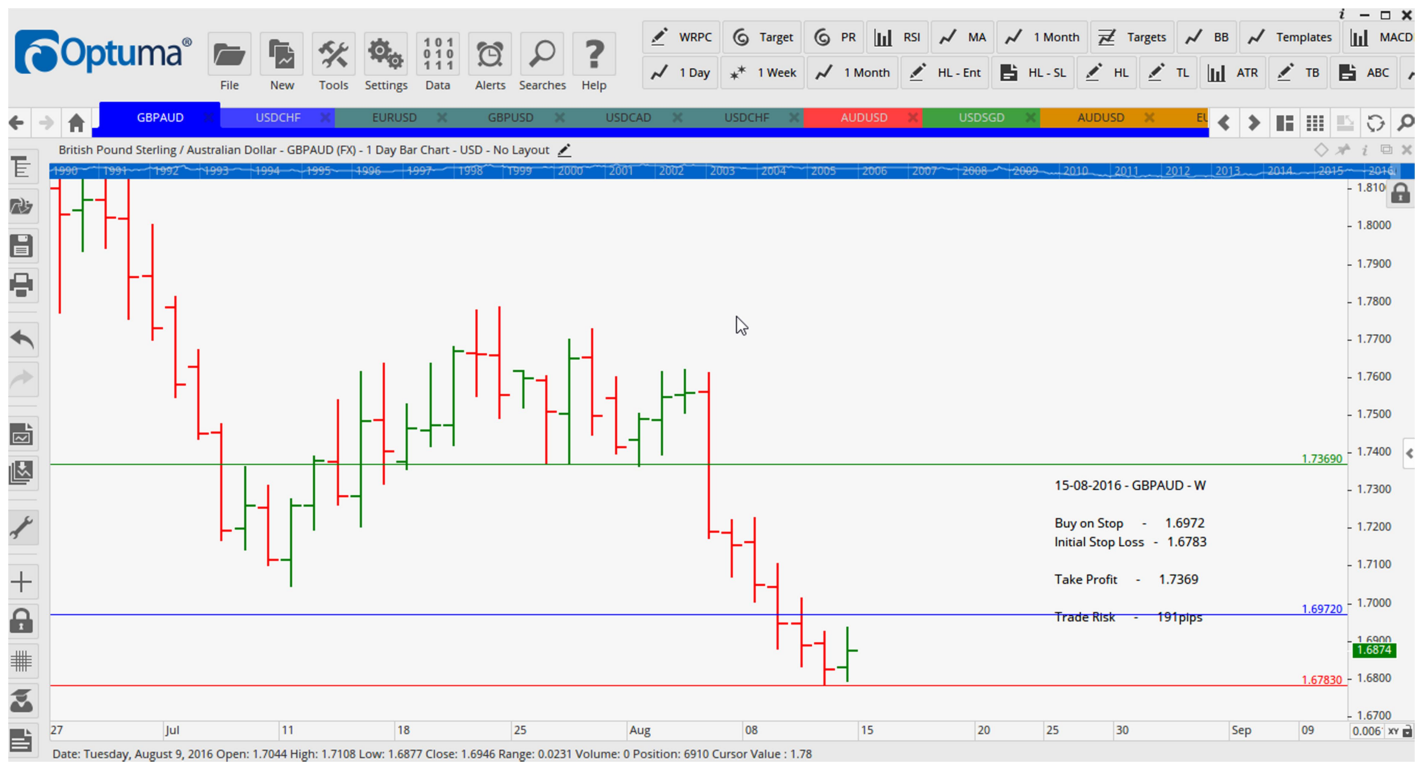 i
Optuma®
WRPC Target PR RSI MA 1 Month Targets BB Templates MACD
1 Day 1 Week 1 Month HL - Ent HL - SL HL TL ATR TB ABC
101
010
111
File New Tools Settings Data Alerts Searches Help
GBPAUD USDCHF EURUSD GBPUSD USDCAD USDCHF AUDUSD USDSGD AUDUSD EU
British Pound Sterling / Australian Dollar - GBPAUD (FX) - 1 Day Bar Chart - USD - No Layout
1990 1991 1992 1993 1994 1995 1996 1997 1998 1999 2000 2001 2002 2003 2004 2005 2006 2007 2008 2009 2010 2011 2012 2013 2014 2015 2016
1.810
1.8000
1.7900
1.7800
1.7700
1.7600
1.7500
1.7400
1.73690
15-08-2016 - GBPAUD - W
1.7300
Buy on Stop - 1.6972
1.7200
Initial Stop Loss - 1.6783
1.7100
Take Profit - 1.7369
1.7000
1.69720
Trade Risk - 191pips
1.6900
1.6874
1.6800
1.67830
1.6700
27 Jul 11 18 25 Aug 08 15 20 25 30 Sep 09 0.006 XY
Date: Tuesday, August 9, 2016 Open: 1.7044 High: 1.7108 Low: 1.6877 Close: 1.6946 Range: 0.0231 Volume: 0 Position: 6910 Cursor Value : 1.78